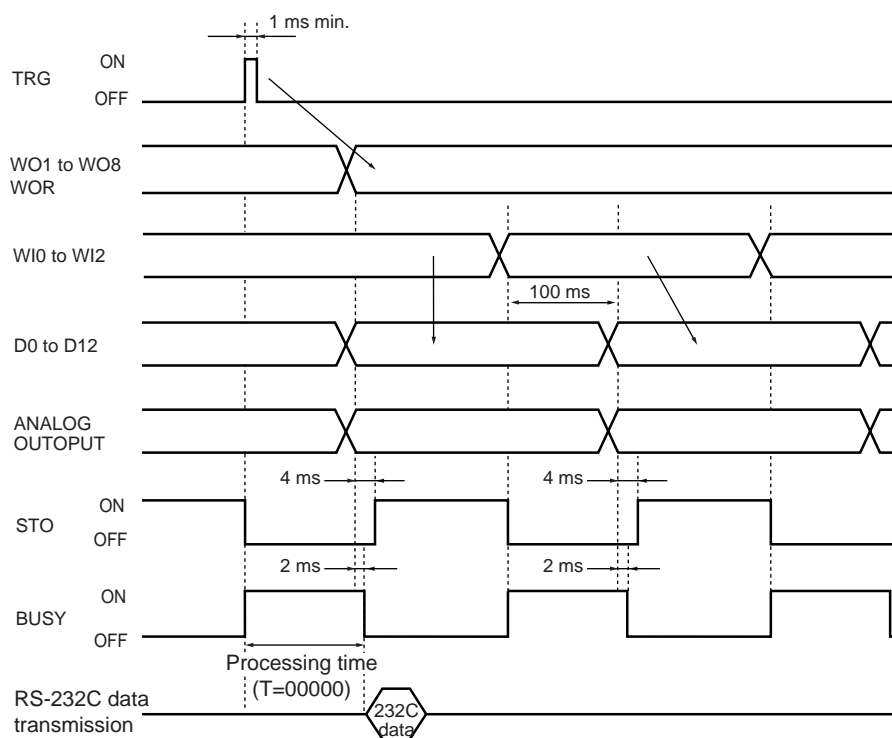 1 ms min.
ON
TRG
OFF
WO1 to WO8
WOR
WI0 to WI2
100 ms
D0 to D12
ANALOG
OUTOPUT
4 ms
4 ms
ON
STO
OFF
2 ms
2 ms
ON
BUSY
OFF
Processing time
(T=00000)
RS-232C data
transmission
232C
data